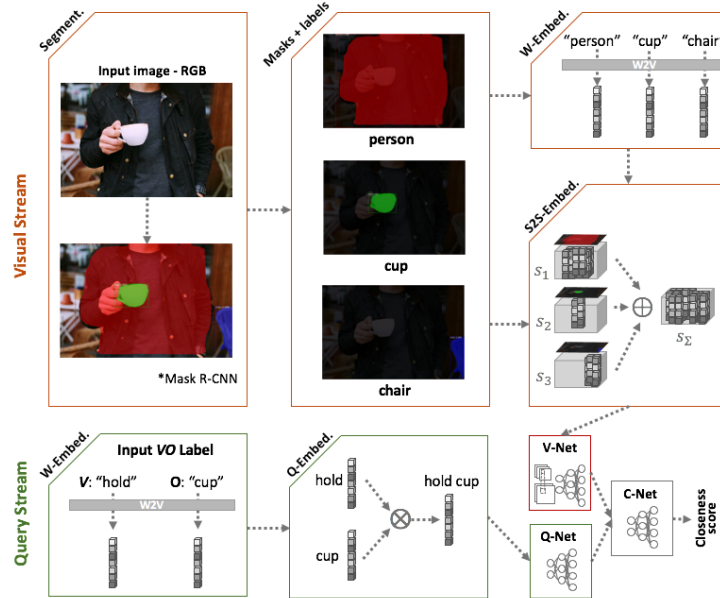 Visual Stream
Segment.
Input image - RGB
*Mask R-CNN
Masks + labels
person
cup
chair
W-Embed.
“person” “cup” “chair”
W2V
S2S-Embed.
S1
S2
S3
SΣ
Query Stream
W-Embed.
Input VO Label
V: “hold” O: “cup”
W2V
Q-Embed.
hold
hold cup
cup
V-Net
Q-Net
C-Net
Closeness
score